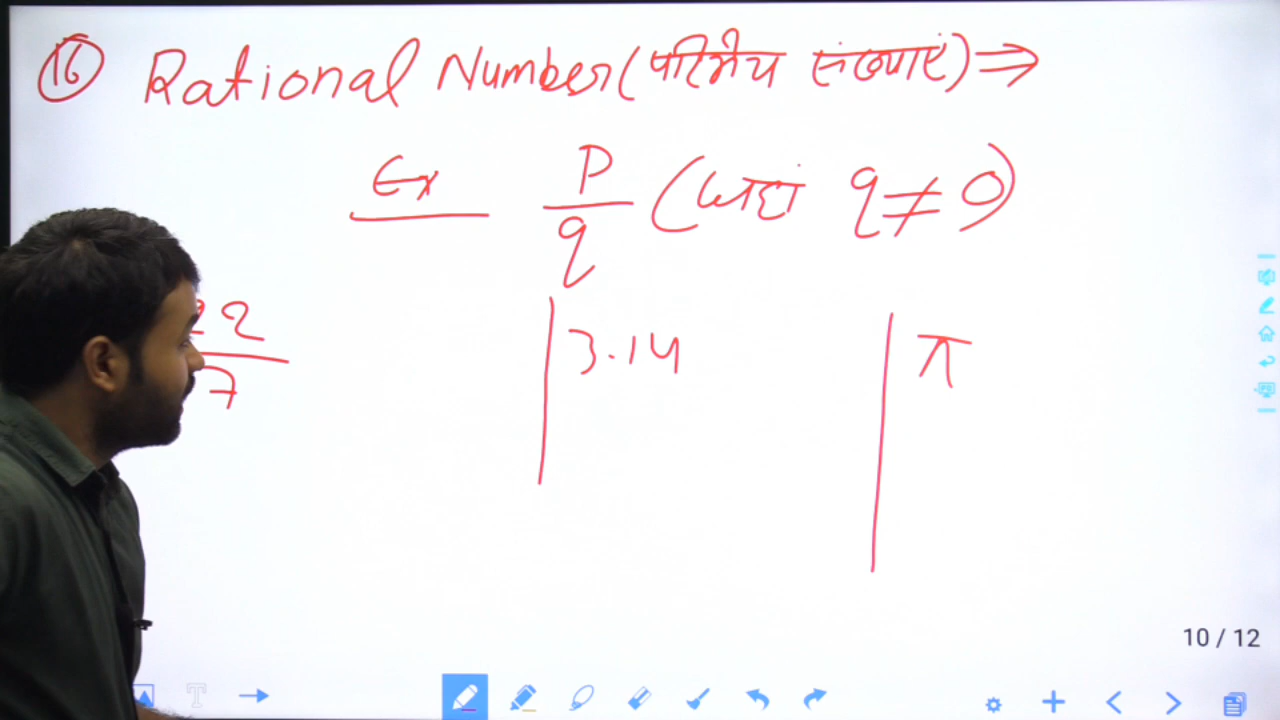 16 Rational Number (परिमेय संख्याएं) ⇒
Ex P/q (जहां q ≠ 0)
22/7 | 3.14 | π
10 / 12